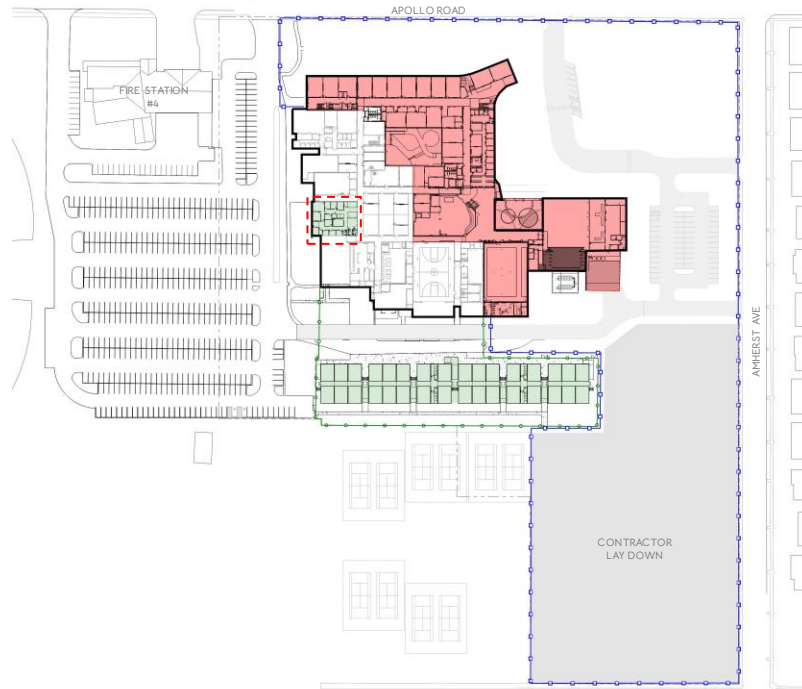 APOLLO ROAD
FIRE STATION
#4
AMHERST AVE
CONTRACTOR
LAY DOWN